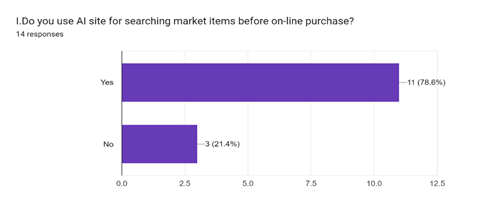 I.Do you use AI site for searching market items before on-line purchase?
14 responses
Yes
11 (78.6%)
No
3 (21.4%)
0.0 2.5 5.0 7.5 10.0 12.5